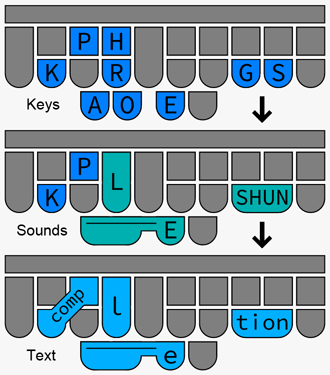 P H
K R G S
Keys A O E
P L
K SHUN
Sounds E
comp l tion
Text e